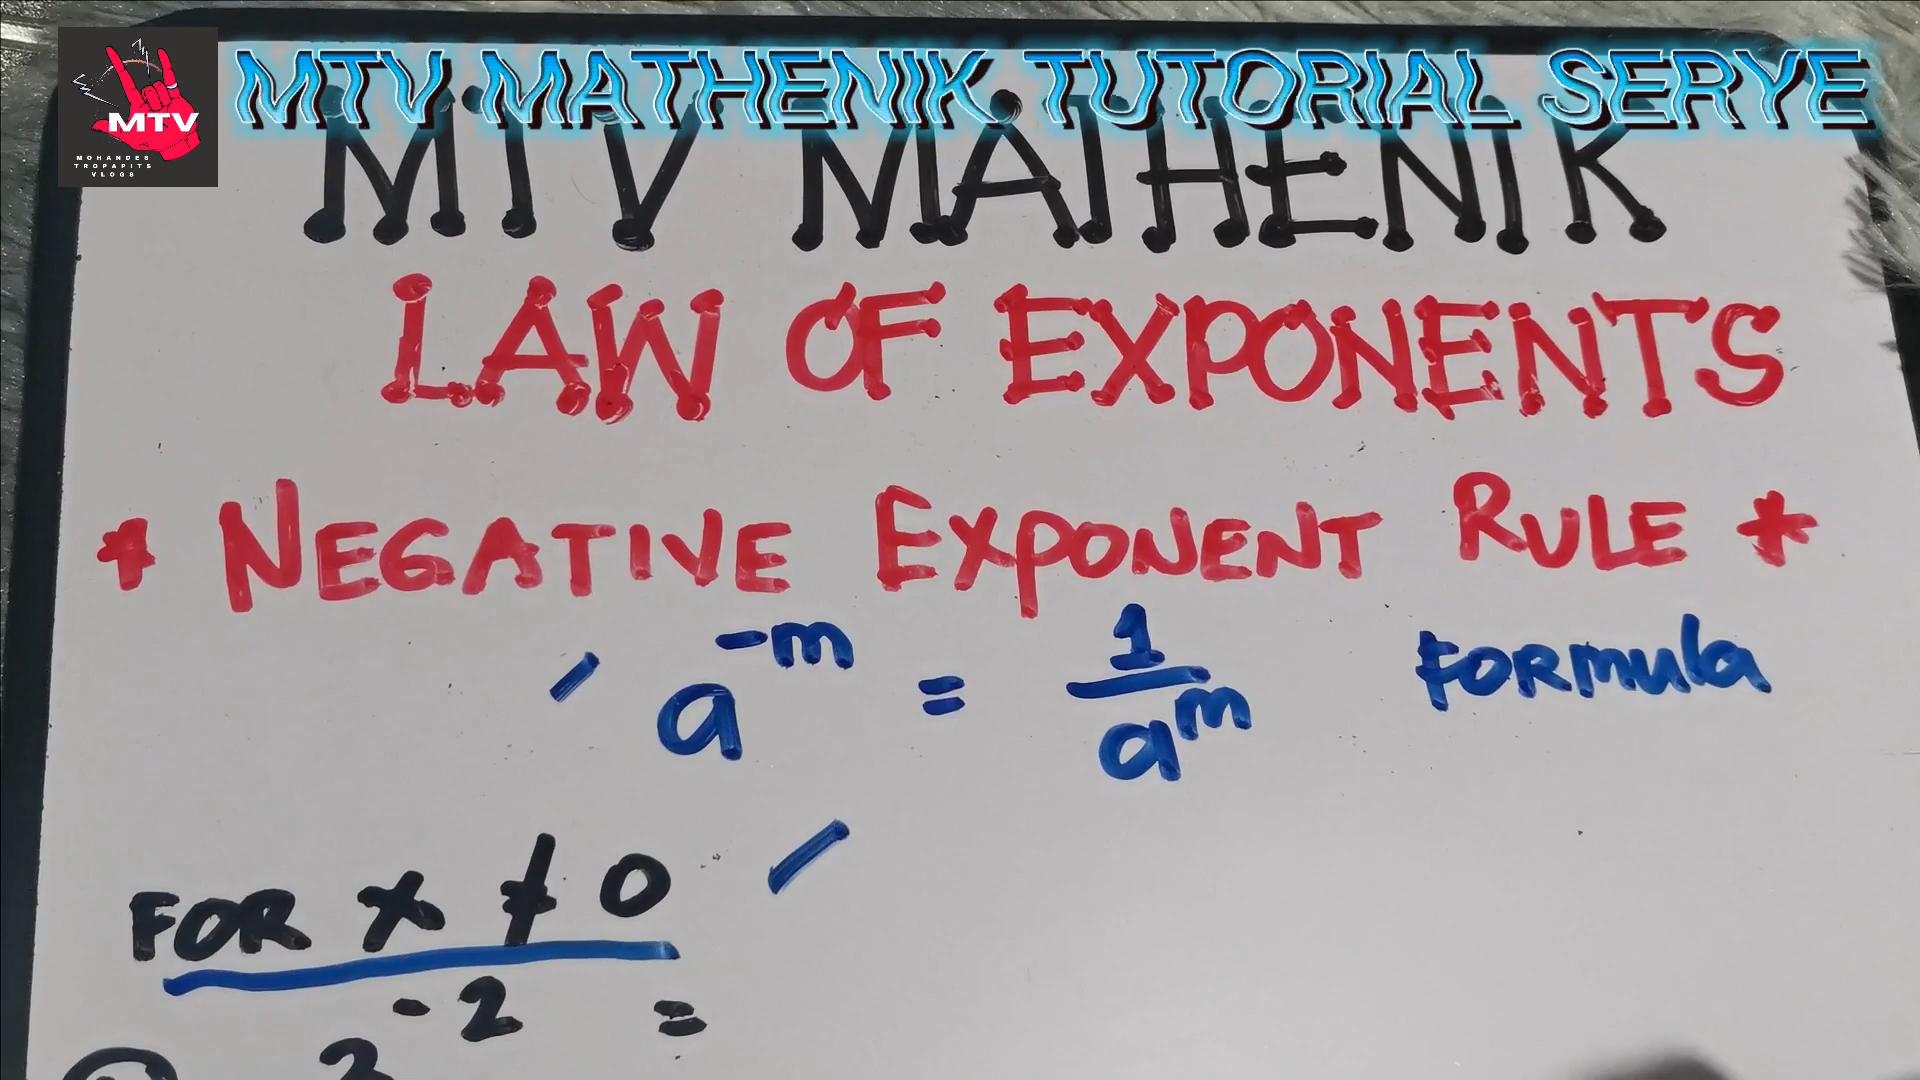 MTV MATHENIK TUTORIAL SERYE
MTV
MOHANDES
TROPAPITS
VLOGS
MTV MATHENIK
LAW OF EXPONENTS
* NEGATIVE EXPONENT RULE *
a^-m = 1/a^m FORMULA
FOR x ≠ 0
-2 =